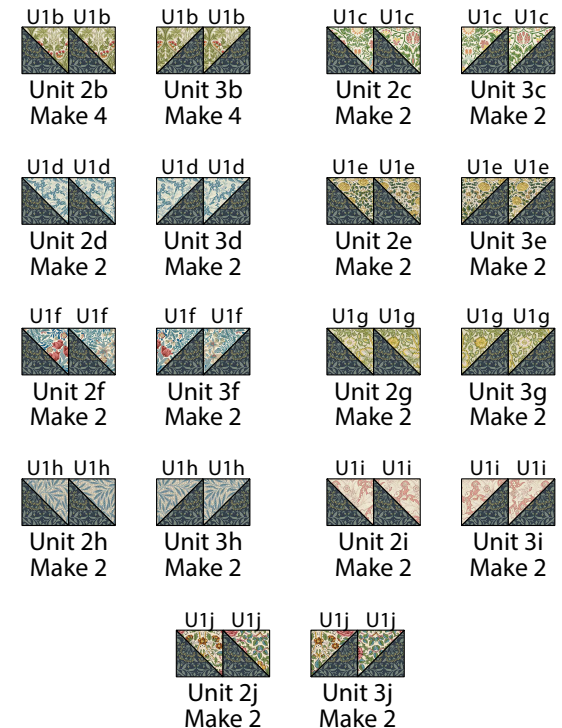 U1b U1b U1b U1b U1c U1c U1c U1c
Unit 2b Unit 3b Unit 2c Unit 3c
Make 4 Make 4 Make 2 Make 2
U1d U1d U1d U1d U1e U1e U1e U1e
Unit 2d Unit 3d Unit 2e Unit 3e
Make 2 Make 2 Make 2 Make 2
U1f U1f U1f U1f U1g U1g U1g U1g
Unit 2f Unit 3f Unit 2g Unit 3g
Make 2 Make 2 Make 2 Make 2
U1h U1h U1h U1h U1i U1i U1i U1i
Unit 2h Unit 3h Unit 2i Unit 3i
Make 2 Make 2 Make 2 Make 2
U1j U1j U1j U1j
Unit 2j Unit 3j
Make 2 Make 2